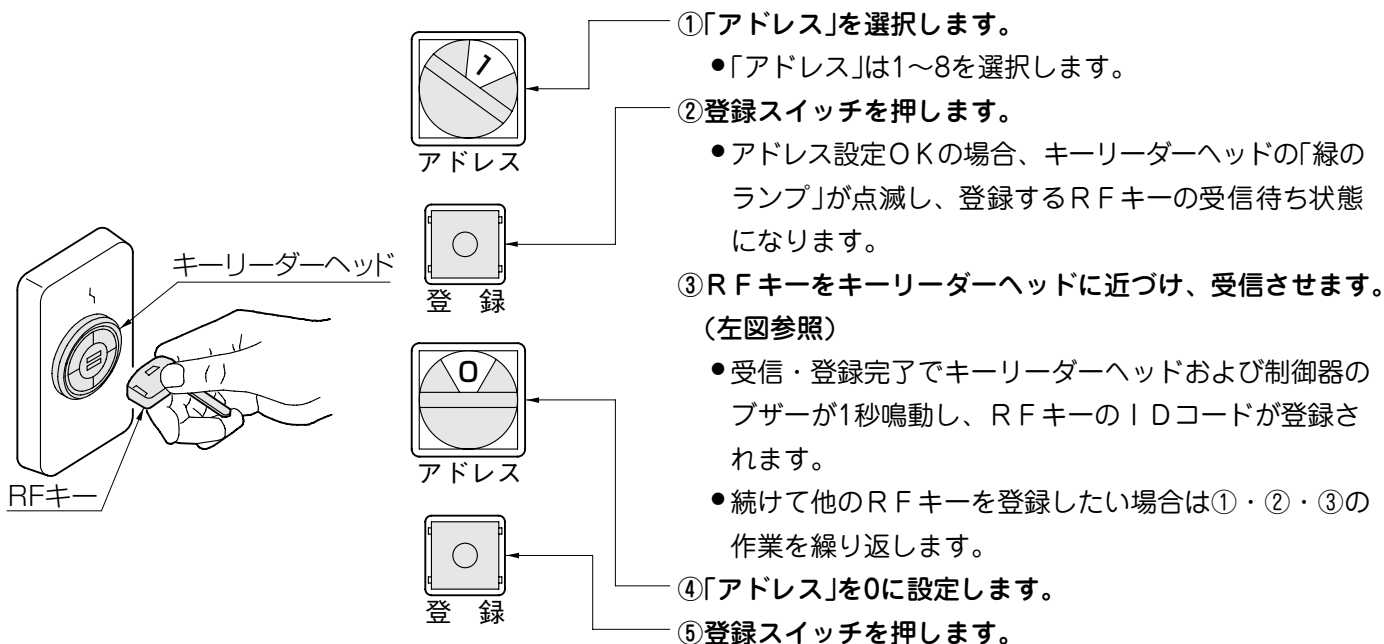 ①「アドレス」を選択します。
●「アドレス」は1～8を選択します。
1
アドレス
②登録スイッチを押します。
●アドレス設定ＯＫの場合、キーリーダーヘッドの「緑の
ランプ」が点滅し、登録するＲＦキーの受信待ち状態
になります。
登 録
キーリーダーヘッド
RFキー
③ＲＦキーをキーリーダーヘッドに近づけ、受信させます。
（左図参照）
●受信・登録完了でキーリーダーヘッドおよび制御器の
ブザーが1秒鳴動し、ＲＦキーのＩＤコードが登録さ
れます。
●続けて他のＲＦキーを登録したい場合は①・②・③の
作業を繰り返します。
0
アドレス
④「アドレス」を0に設定します。
登 録
⑤登録スイッチを押します。